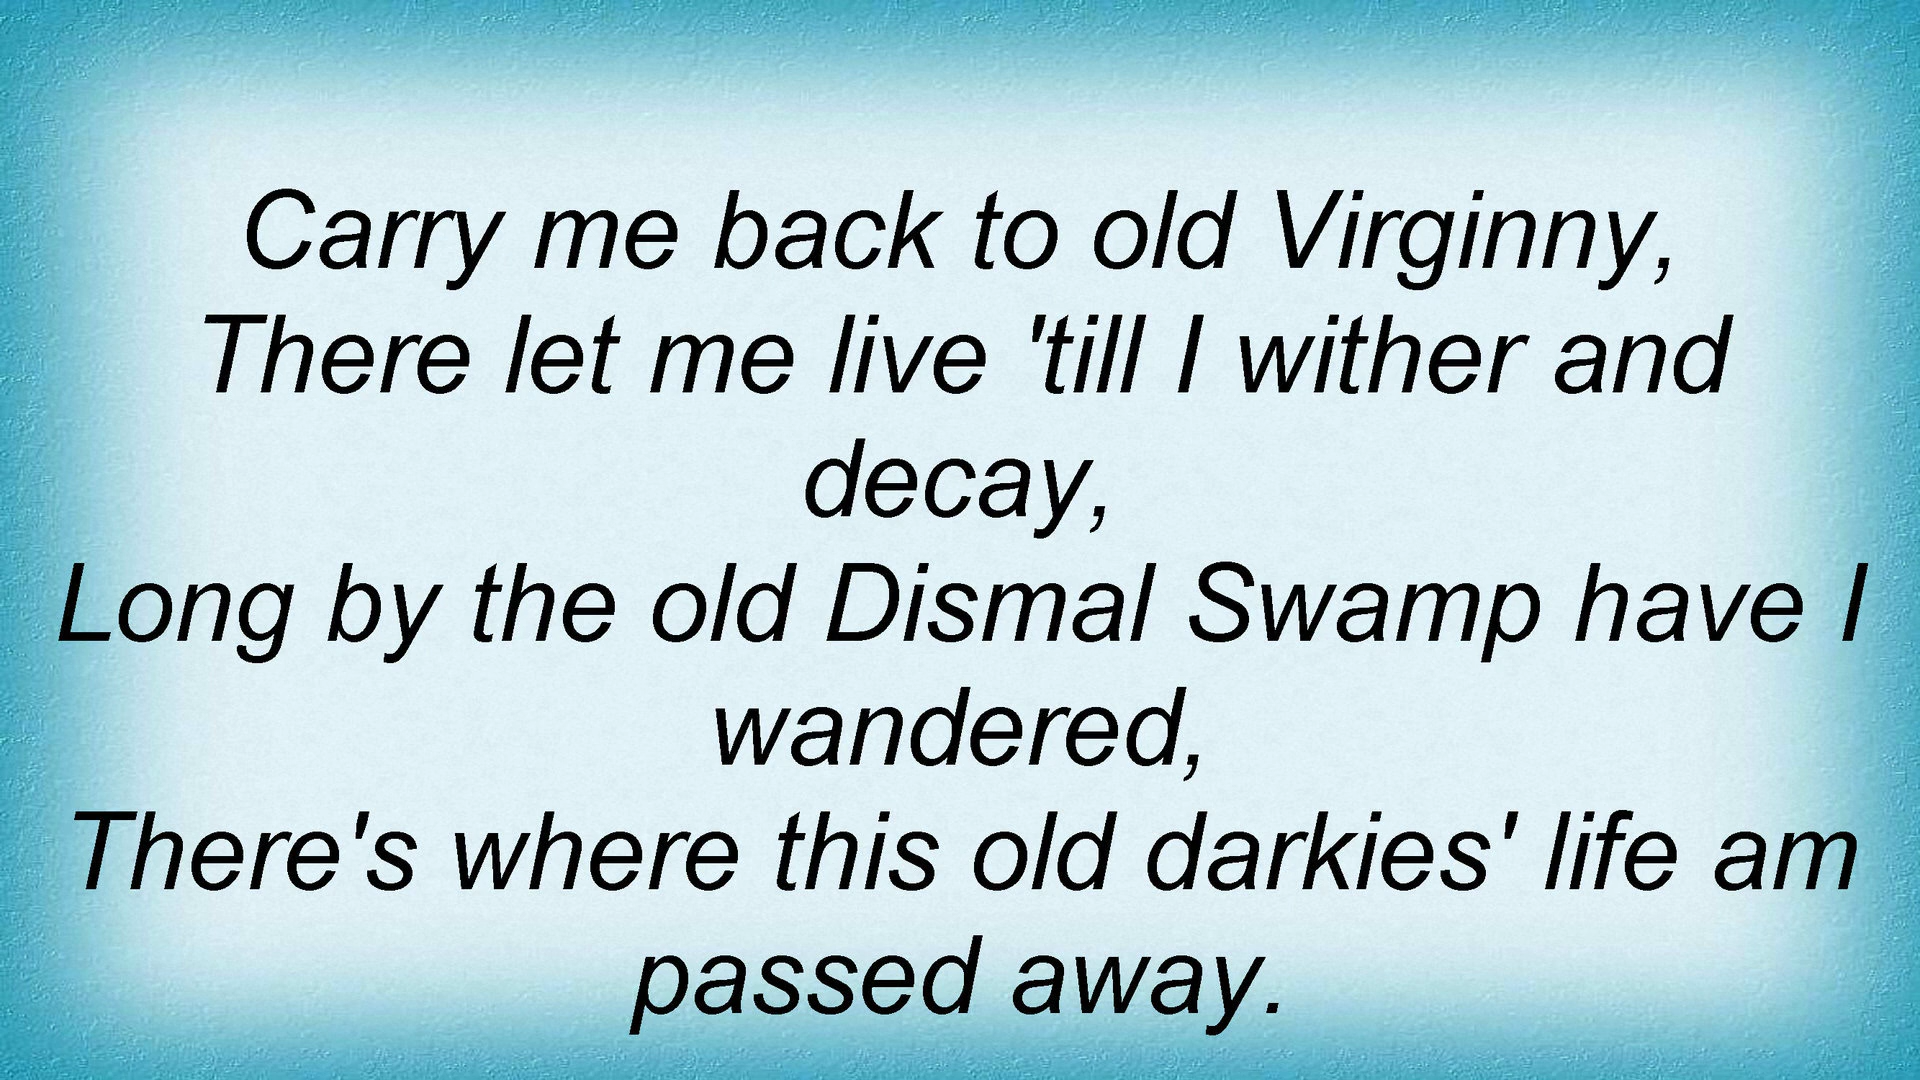 Carry me back to old Virginny,
There let me live 'till I wither and
decay,
Long by the old Dismal Swamp have I
wandered,
There's where this old darkies' life am
passed away.